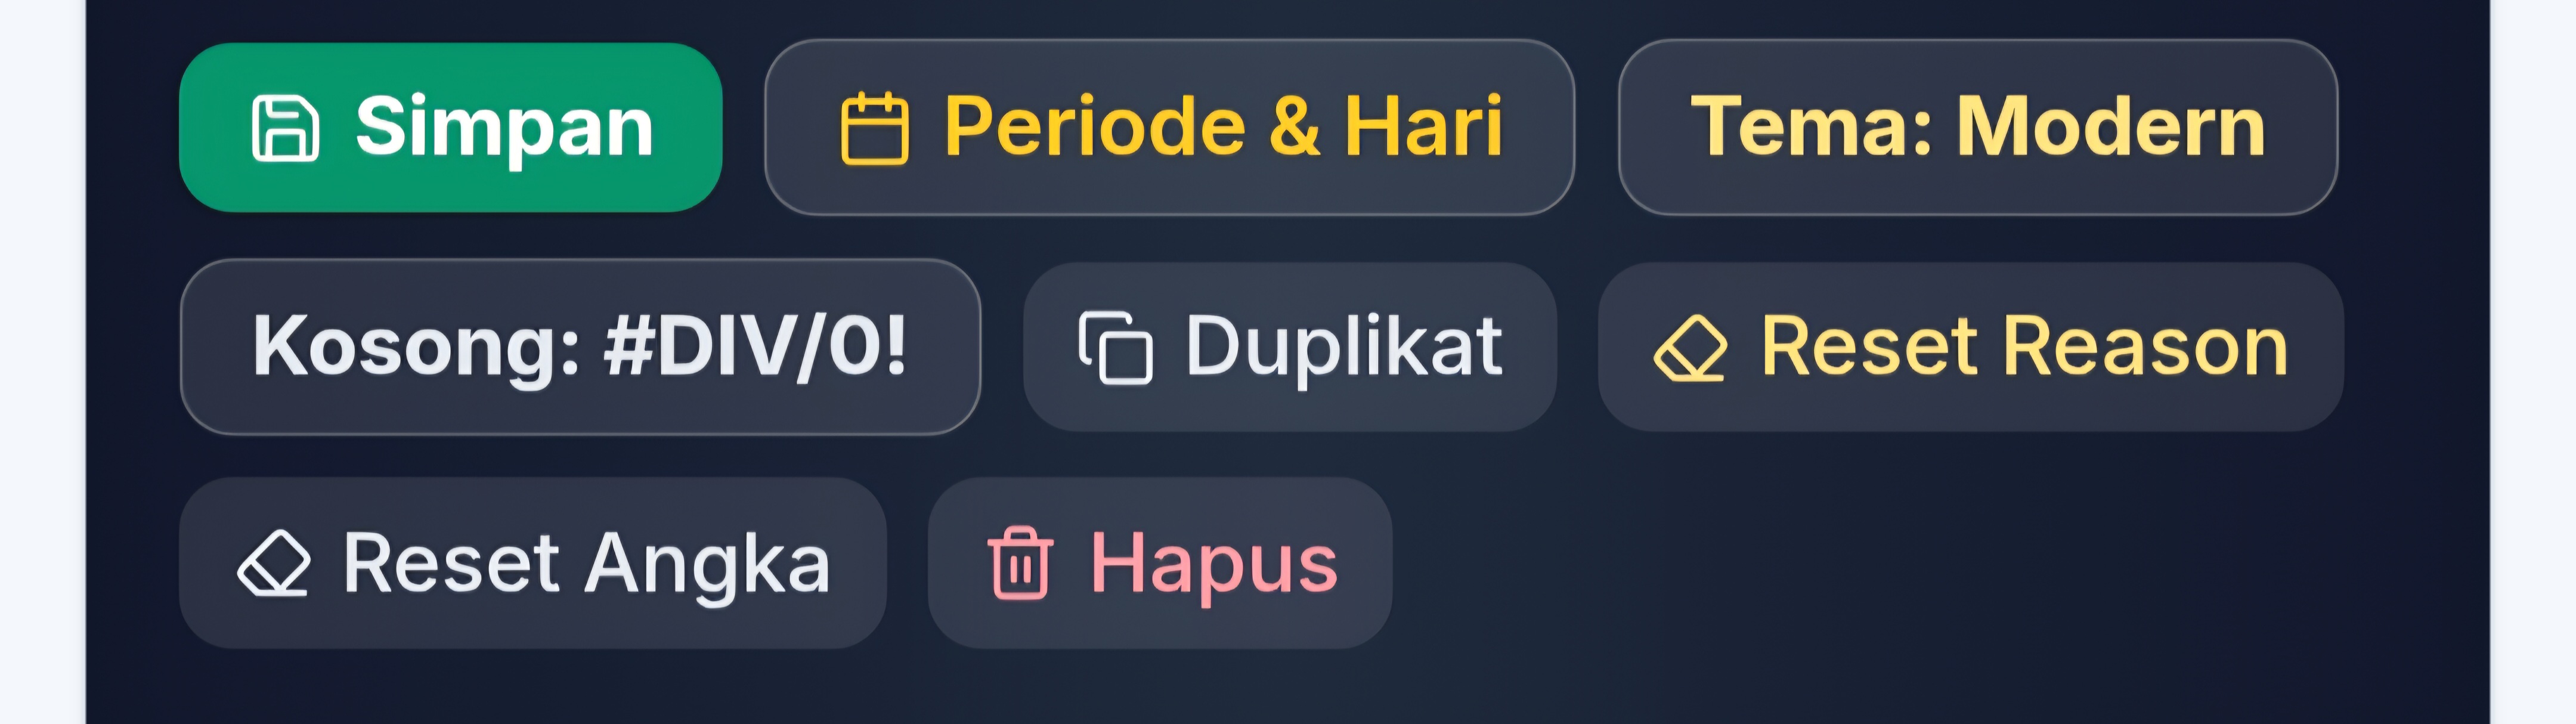 Simpan Periode & Hari Tema: Modern
Kosong: #DIV/0! Duplikat Reset Reason
Reset Angka Hapus